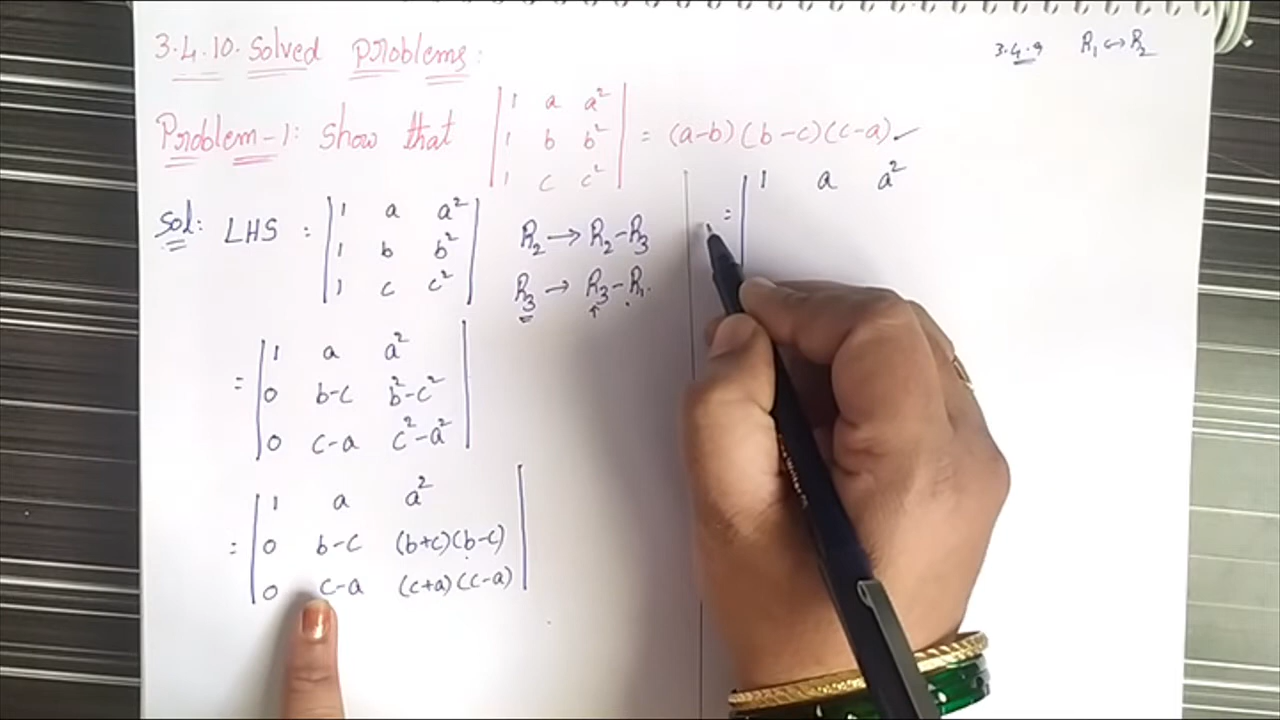 3.4.10. Solved Problems:
3.4.9 R₁ ↔ R₂
Problem-1: Show that | 1 a a² | = (a-b)(b-c)(c-a) ✓
| 1 b b² |
| 1 c c² |
Sol: LHS = | 1 a a² |
| 1 b b² | R₂ → R₂-R₃
| 1 c c² | R₃ → R₃-R₁.
= | 1 a a² |
| 0 b-c b²-c² |
| 0 c-a c²-a² |
= | 1 a a² |
| 0 b-c (b+c)(b-c) |
| 0 c-a (c+a)(c-a) |
= | 1 a a²